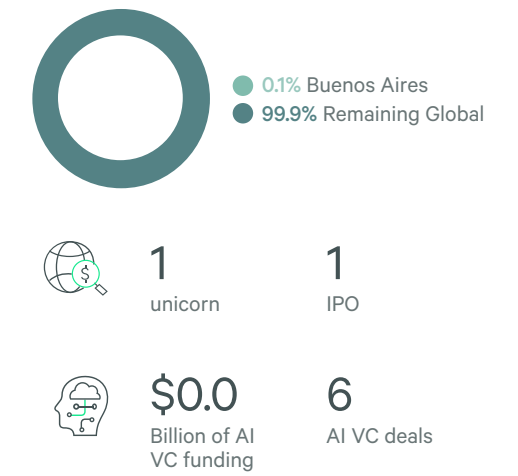 0.1% Buenos Aires
99.9% Remaining Global
$
1
unicorn
1
IPO
$0.0
Billion of AI
VC funding
6
AI VC deals